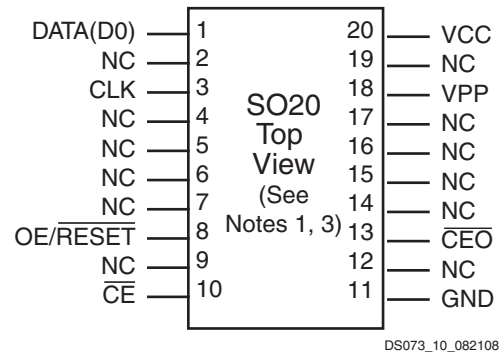 DATA(D0) 1 20 VCC
NC 2 19 NC
CLK 3 18 VPP
NC 4 17 NC
NC 5 16 NC
NC 6 15 NC
NC 7 14 NC
OE/RESET 8 13 CEO
NC 9 12 NC
CE 10 11 GND
SO20
Top
View
(See
Notes 1, 3)
DS073_10_082108